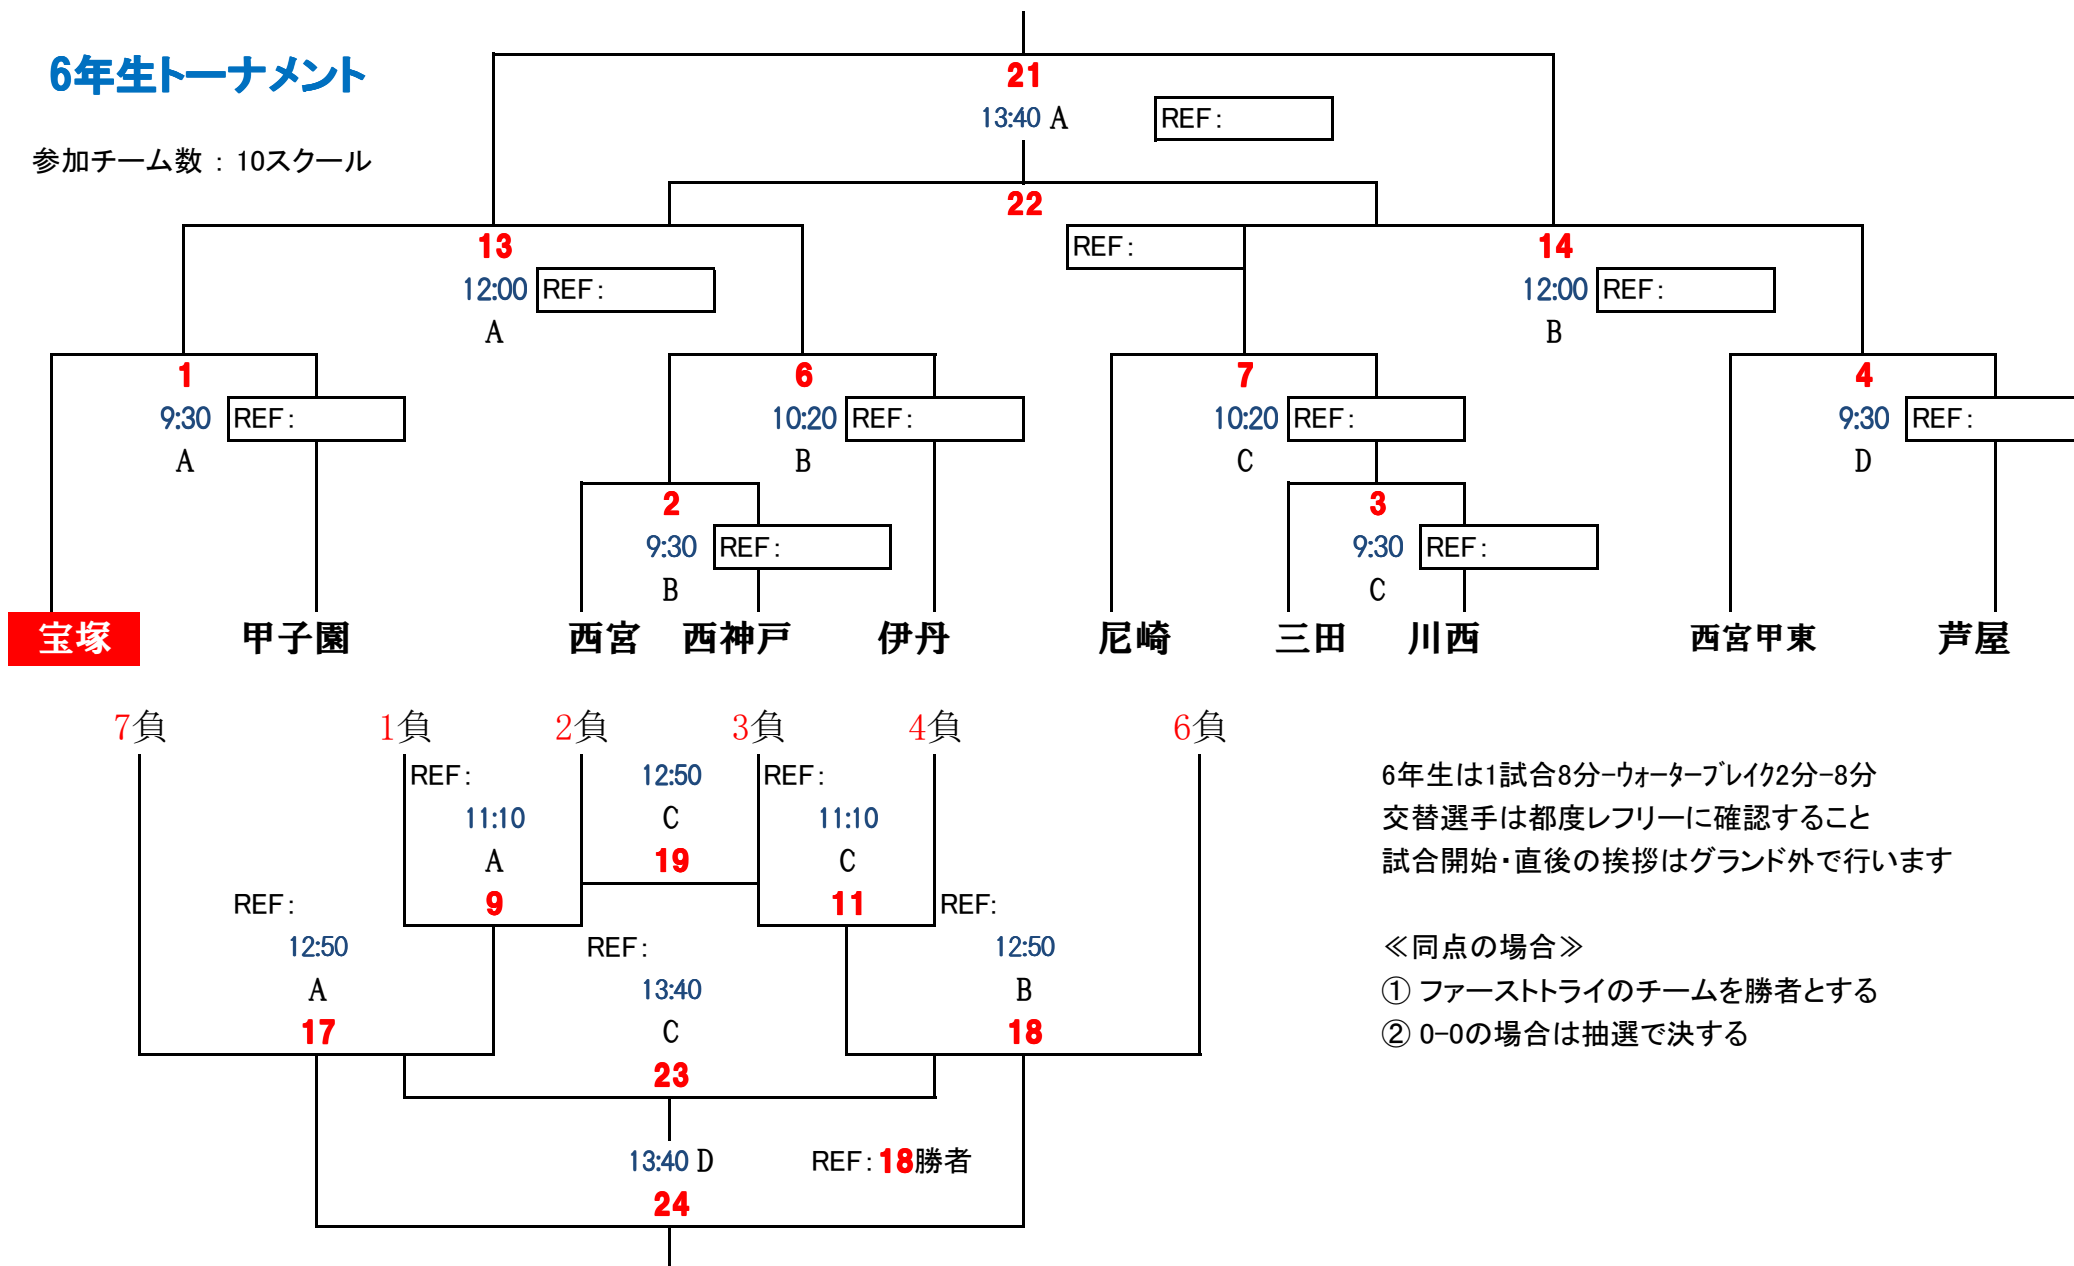 6年生トーナメント
参加チーム数 : 10スクール
21
13:40 A REF:
22
13 REF: 14
12:00 REF: 12:00 REF:
A B
1 6 7 4
9:30 REF: 10:20 REF: 10:20 REF: 9:30 REF:
A B C D
2 3
9:30 REF: 9:30 REF:
B C
宝塚 甲子園 西宮 西神戸 伊丹 尼崎 三田 川西 西宮甲東 芦屋
7負 1負 2負 3負 4負 6負
REF: 12:50 REF:
11:10 C 11:10
A 19 C
REF: 9 11 REF:
12:50 REF: 12:50
A 13:40 B
17 C 18
23
13:40 D REF: 18勝者
24
6年生は1試合8分-ウォーターブレイク2分-8分
交替選手は都度レフリーに確認すること
試合開始・直後の挨拶はグランド外で行います
≪同点の場合≫
① ファーストトライのチームを勝者とする
② 0-0の場合は抽選で決する